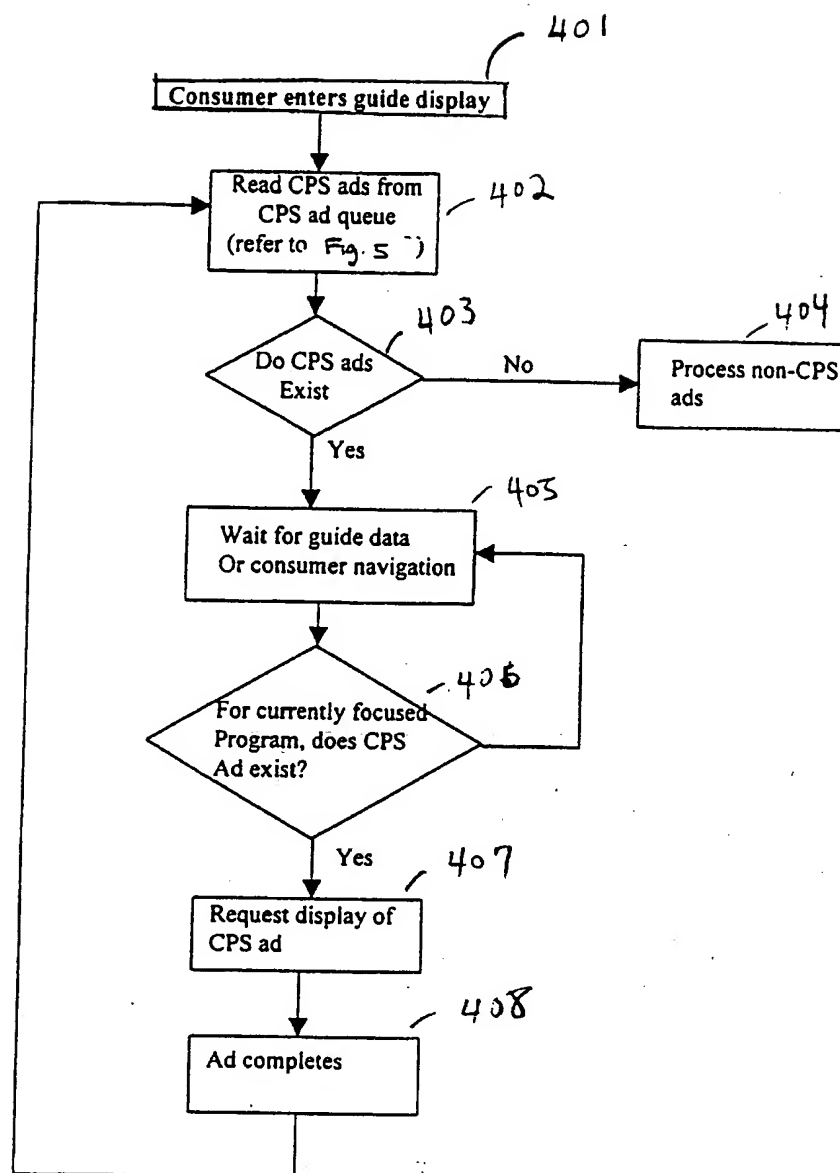 401
Consumer enters guide display
Read CPS ads from
CPS ad queue
(refer to Fig. 5 )
402
403
Do CPS ads
Exist
No
404
Process non-CPS
ads
Yes
405
Wait for guide data
Or consumer navigation
406
For currently focused
Program, does CPS
Ad exist?
Yes
407
Request display of
CPS ad
408
Ad completes